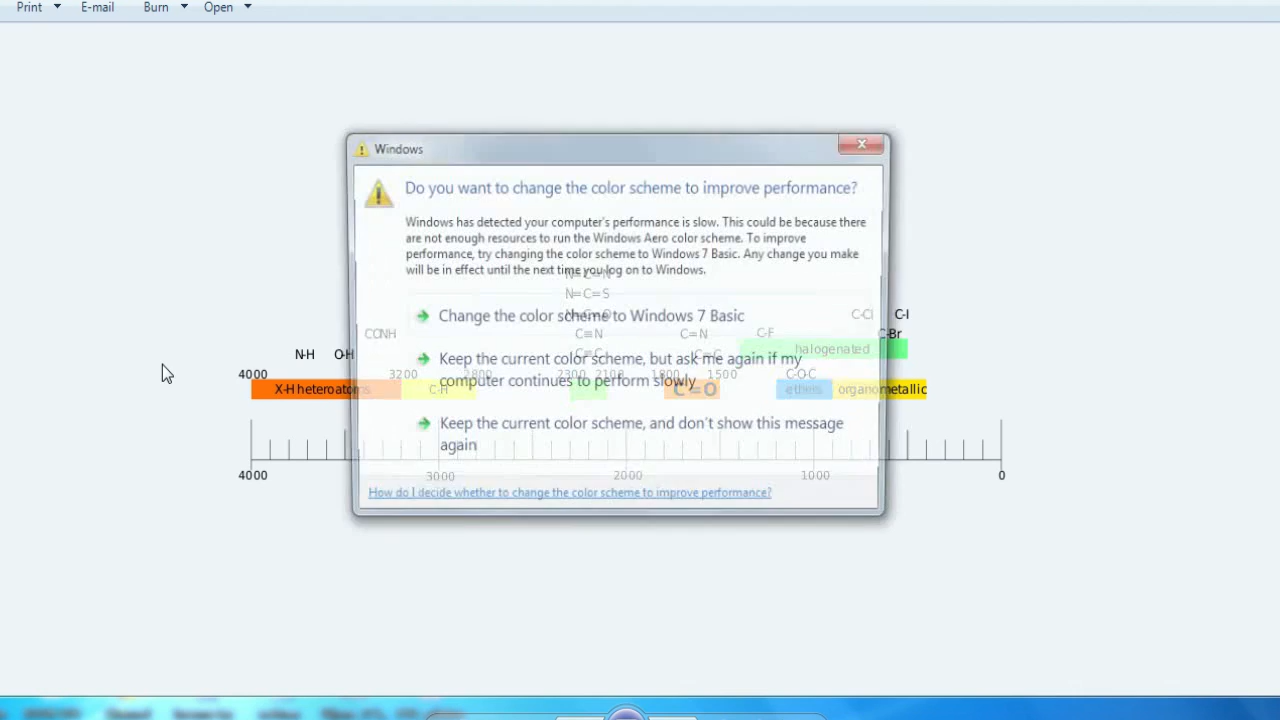 Print E-mail Burn Open
Windows
Do you want to change the color scheme to improve performance?
Windows has detected your computer's performance is slow. This could be because there
are not enough resources to run the Windows Aero color scheme. To improve
performance, try changing the color scheme to Windows 7 Basic. Any change you make
will be in effect until the next time you log on to Windows.
N=C=S
Change the color scheme to Windows 7 Basic
C-Cl C-I
CONH C≡N C=N C-F C-Br
halogenated
N-H O-H
Keep the current color scheme, but ask me again if my
computer continues to perform slowly
4000 3200 2800 2300 2100 1800 1500 C-O-C
X-H heteroatoms C-H C=O ethers organometallic
Keep the current color scheme, and don't show this message
again
4000 3000 2000 1000 0
How do I decide whether to change the color scheme to improve performance?